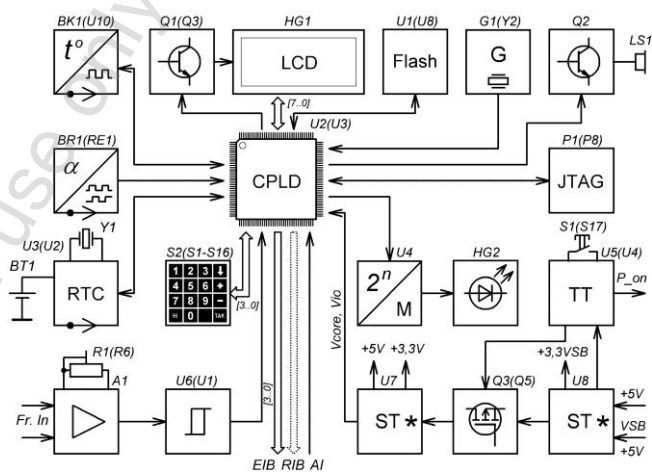 BK1(U10) Q1(Q3) HG1 U1(U8) G1(Y2) Q2
LS1
t° LCD Flash G
[7..0] U2(U3)
BR1(RE1) P1(P8)
α CPLD JTAG
U3(U2) Y1 S1(S17)
S2(S1-S16) U4 HG2 U5(U4)
BT1 1 2 3 P_on
RTC 4 5 6 + 2ⁿ TT
7 8 9 - M
0 [3..0]
Vcore, Vio
R1(R6) +5V +3,3V +3,3VSB
A1 U6(U1) [3..0] U7 Q3(Q5) U8
Fr. In ST* ST* +5V
VSB
EIB RIB AI +5V
use only